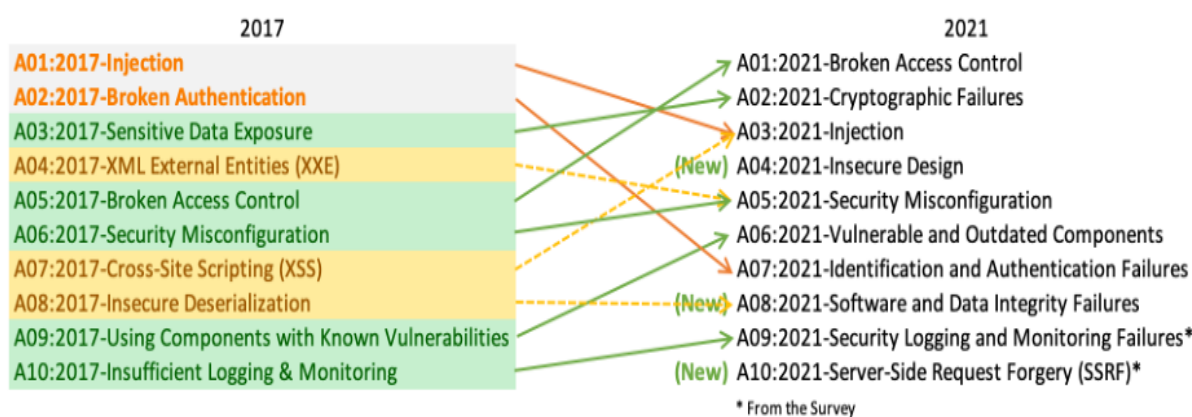 2017
A01:2017-Injection
A02:2017-Broken Authentication
A03:2017-Sensitive Data Exposure
A04:2017-XML External Entities (XXE)
A05:2017-Broken Access Control
A06:2017-Security Misconfiguration
A07:2017-Cross-Site Scripting (XSS)
A08:2017-Insecure Deserialization
A09:2017-Using Components with Known Vulnerabilities
A10:2017-Insufficient Logging & Monitoring
2021
A01:2021-Broken Access Control
A02:2021-Cryptographic Failures
A03:2021-Injection
(New) A04:2021-Insecure Design
A05:2021-Security Misconfiguration
A06:2021-Vulnerable and Outdated Components
A07:2021-Identification and Authentication Failures
(New) A08:2021-Software and Data Integrity Failures
A09:2021-Security Logging and Monitoring Failures*
(New) A10:2021-Server-Side Request Forgery (SSRF)*
* From the Survey